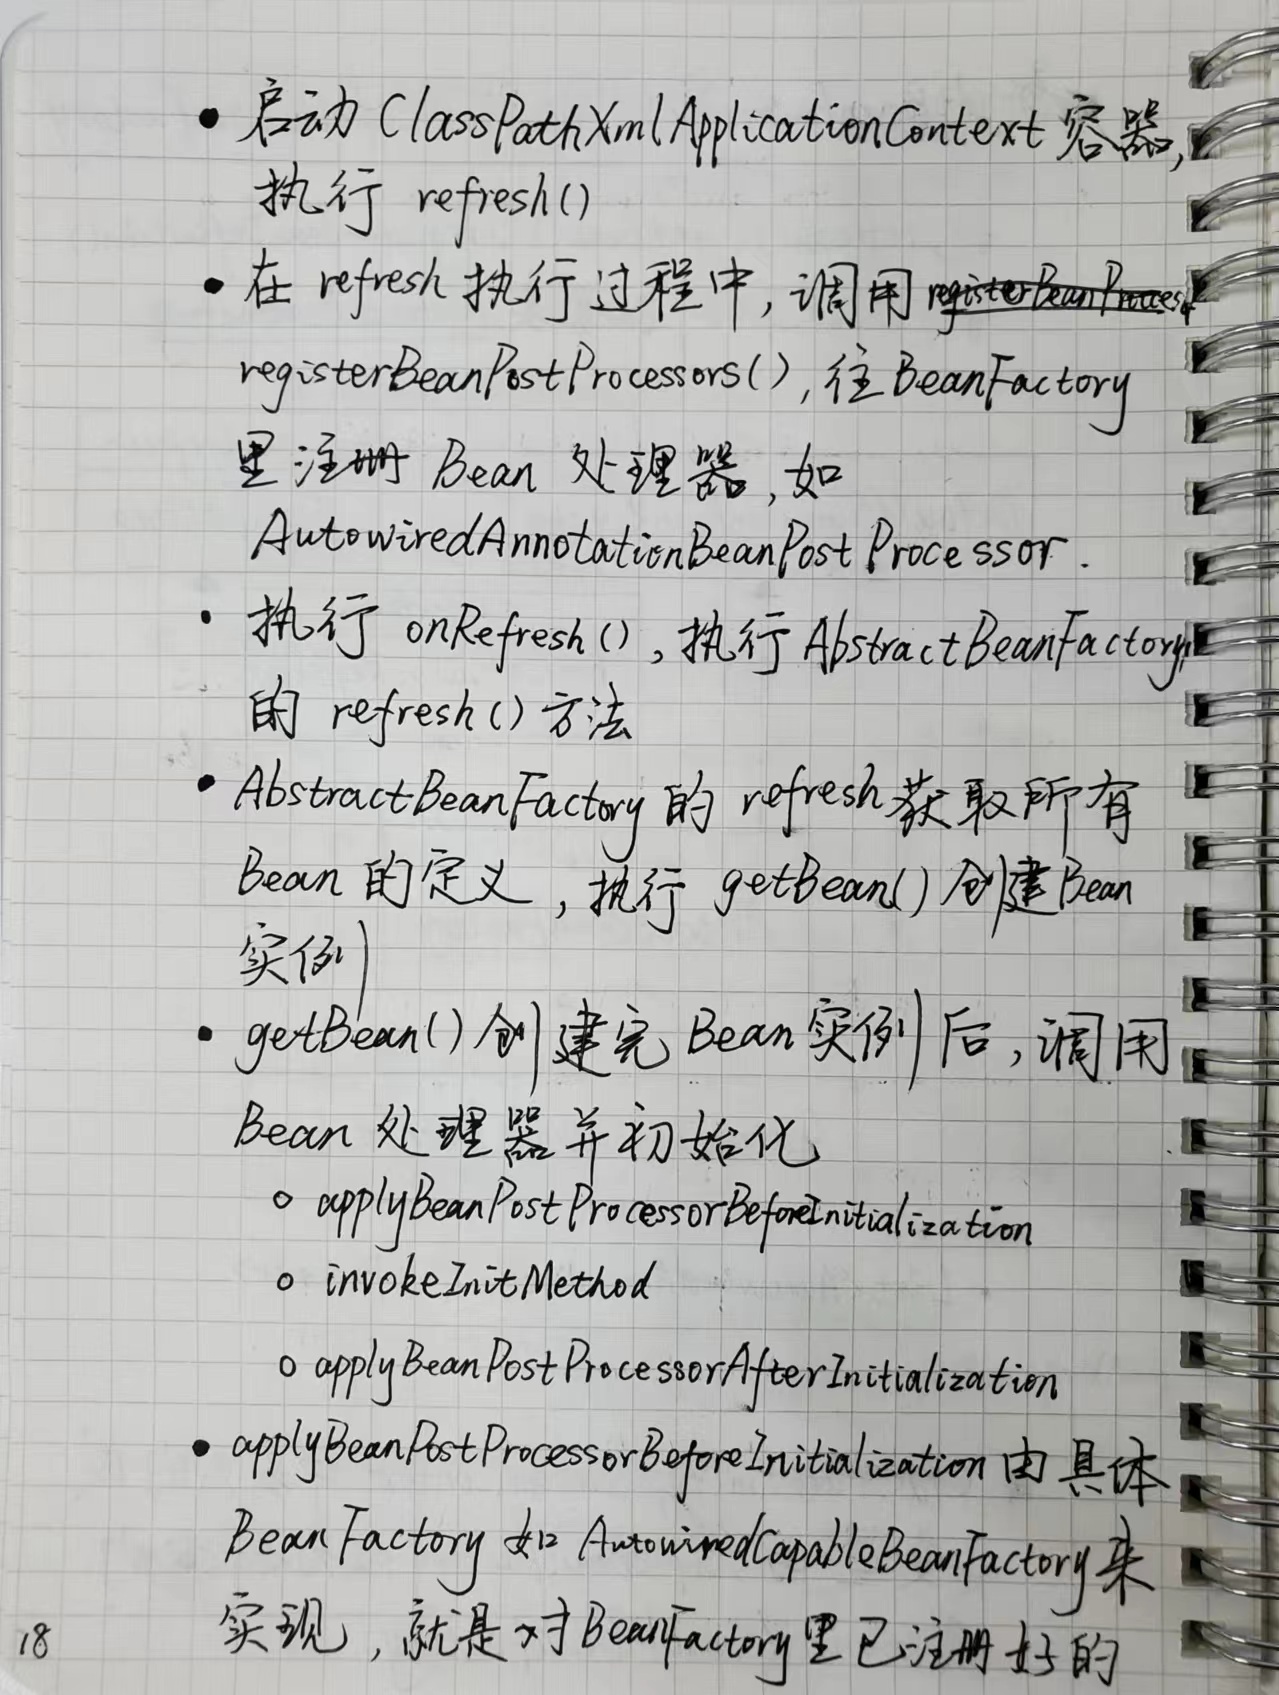 • 启动 ClassPathXmlApplicationContext 容器,
执行 refresh()
• 在 refresh 执行过程中, 调用 registerBeanProcess
registerBeanPostProcessors(), 往 BeanFactory
里注册 Bean 处理器, 如
AutowiredAnnotationBeanPostProcessor.
• 执行 onRefresh(), 执行 AbstractBeanFactory
的 refresh() 方法
• AbstractBeanFactory 的 refresh 获取所有
Bean 的定义, 执行 getBean() 创建 Bean
实例
• getBean() 创建完 Bean 实例后, 调用
Bean 处理器并初始化
○ applyBeanPostProcessorBeforeInitialization
○ invokeInitMethod
○ applyBeanPostProcessorAfterInitialization
• applyBeanPostProcessorBeforeInitialization 由具体
BeanFactory 如 AutowiredCapableBeanFactory 来
实现, 就是对 BeanFactory 里已注册好的
18